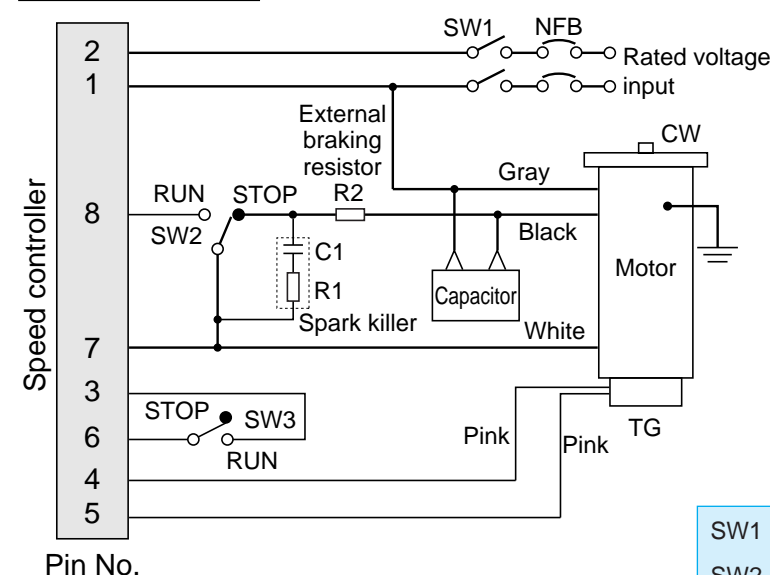 SW1 NFB
2 Rated voltage
1 input
External
braking
resistor
CW
Gray
RUN STOP R2
8
SW2
Black
C1
R1
Motor
Capacitor
Spark killer
Speed controller
White
7
3
STOP SW3
6
RUN
Pink Pink
TG
4
5
Pin No.
SW1
SW2